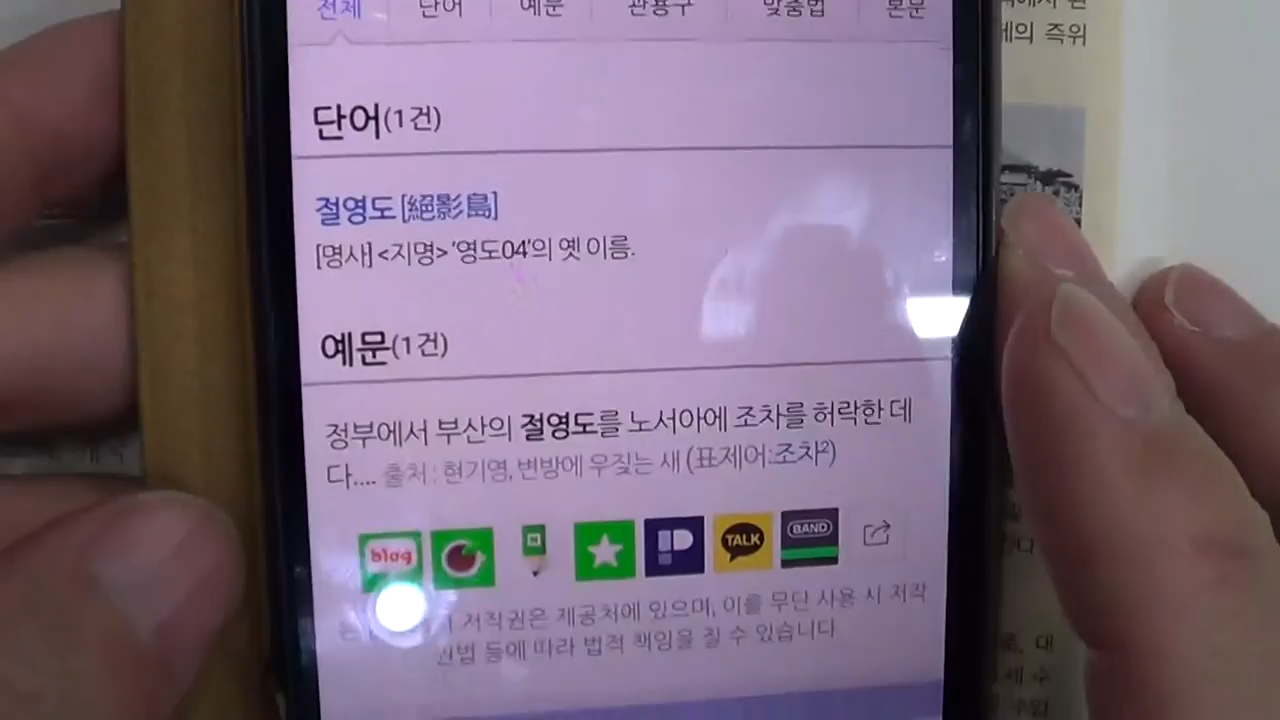 전체 단어 예문 관용구 맞춤법 본문
단어(1건)
절영도[絕影島]
[명사] <지명> ‘영도04’의 옛 이름.
예문(1건)
정부에서 부산의 절영도를 노서아에 조차를 허락한 데
다.... 출처 : 현기영, 변방에 우짖는 새 (표제어:조차²)
blog
N
TALK
BAND
저작권은 제공처에 있으며, 이를 무단 사용 시 저작
권법 등에 따라 법적 책임을 질 수 있습니다
의 즉위
대